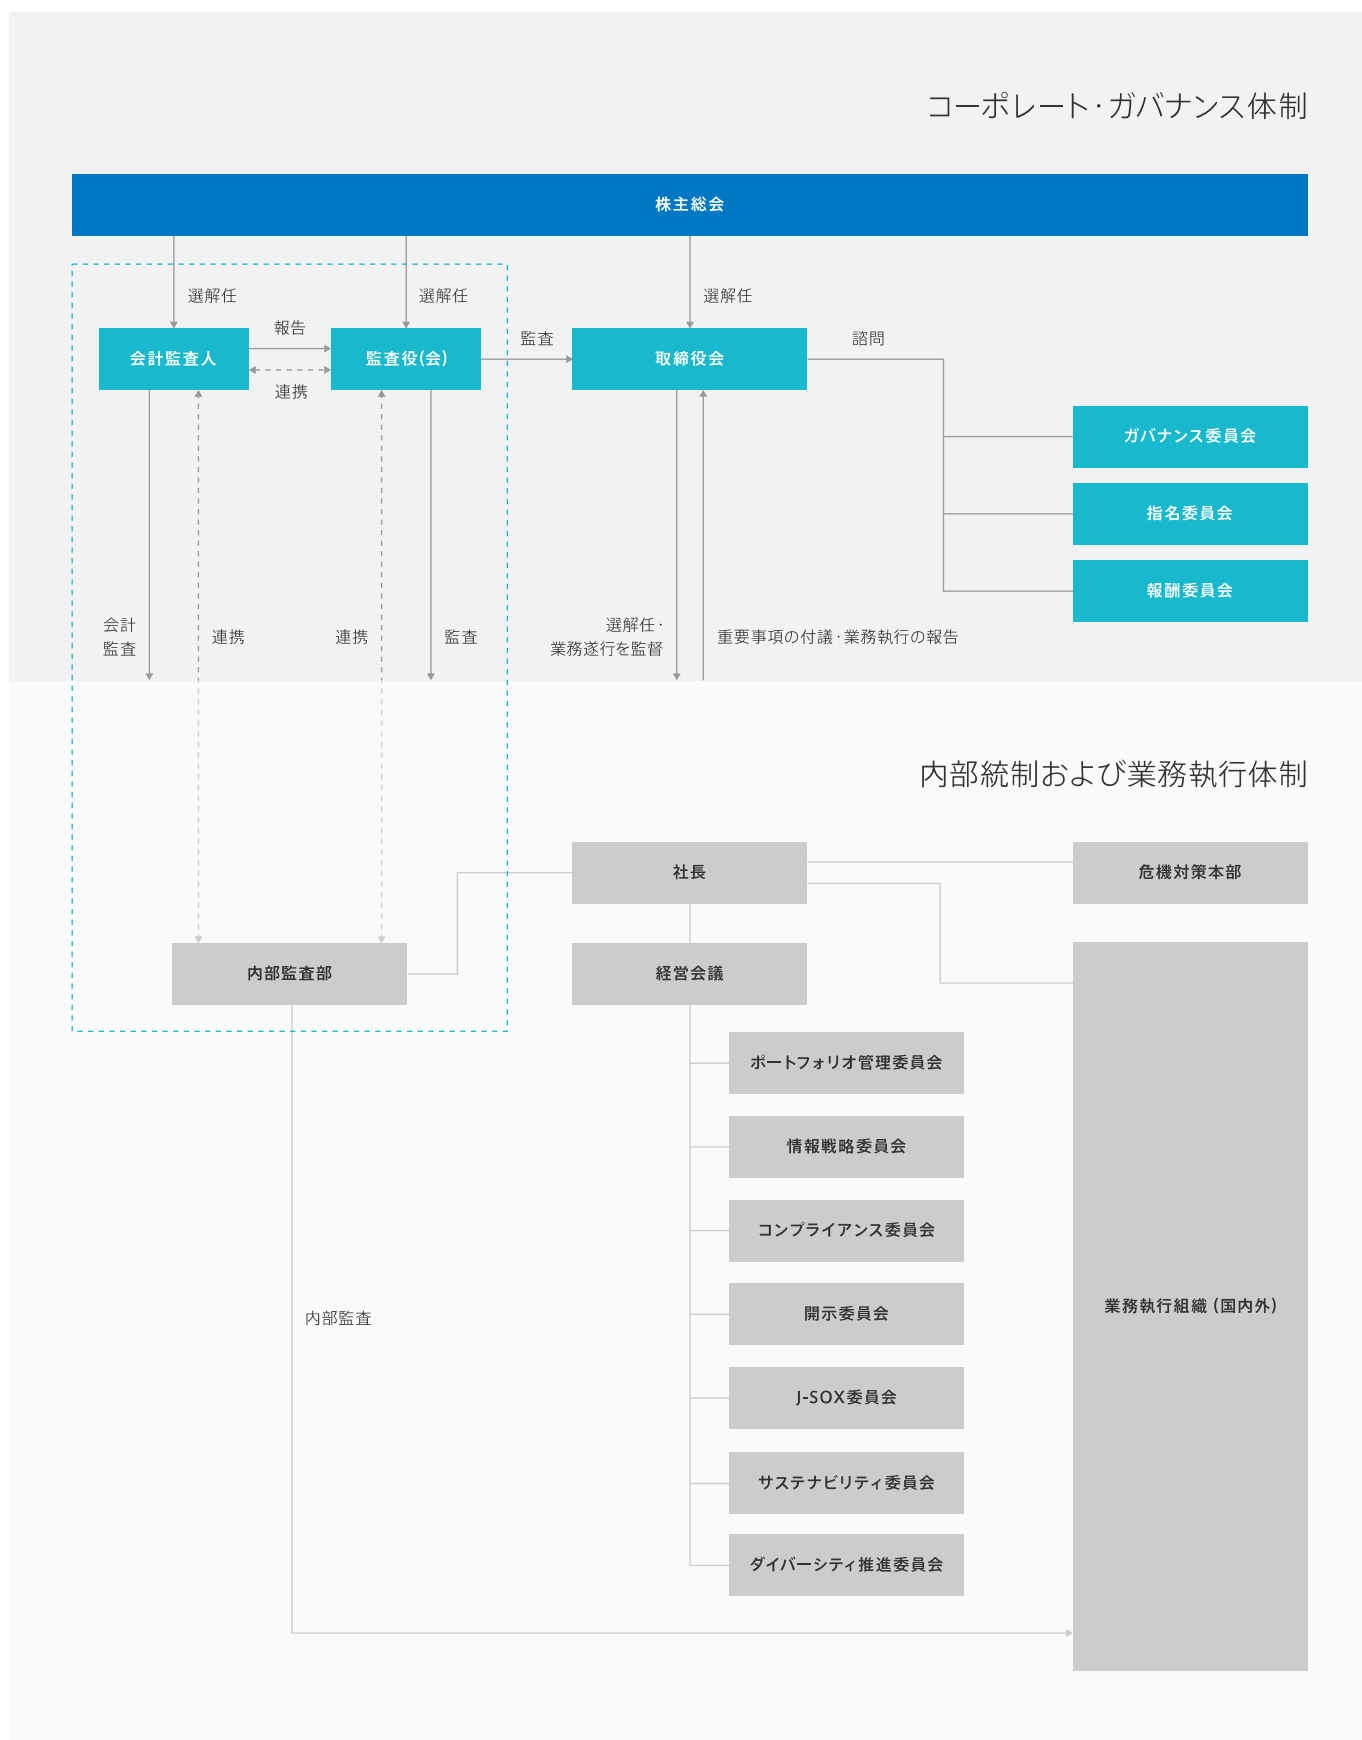 コーポレート・ガバナンス体制
株主総会
選解任
選解任
選解任
報告
会計監査人
監査役(会)
監査
取締役会
諮問
連携
ガバナンス委員会
指名委員会
報酬委員会
会計
監査
連携
連携
監査
選解任・
業務遂行を監督
重要事項の付議・業務執行の報告
内部統制および業務執行体制
社長
危機対策本部
内部監査部
経営会議
ポートフォリオ管理委員会
情報戦略委員会
コンプライアンス委員会
開示委員会
J-SOX委員会
サステナビリティ委員会
ダイバーシティ推進委員会
業務執行組織(国内外)
内部監査